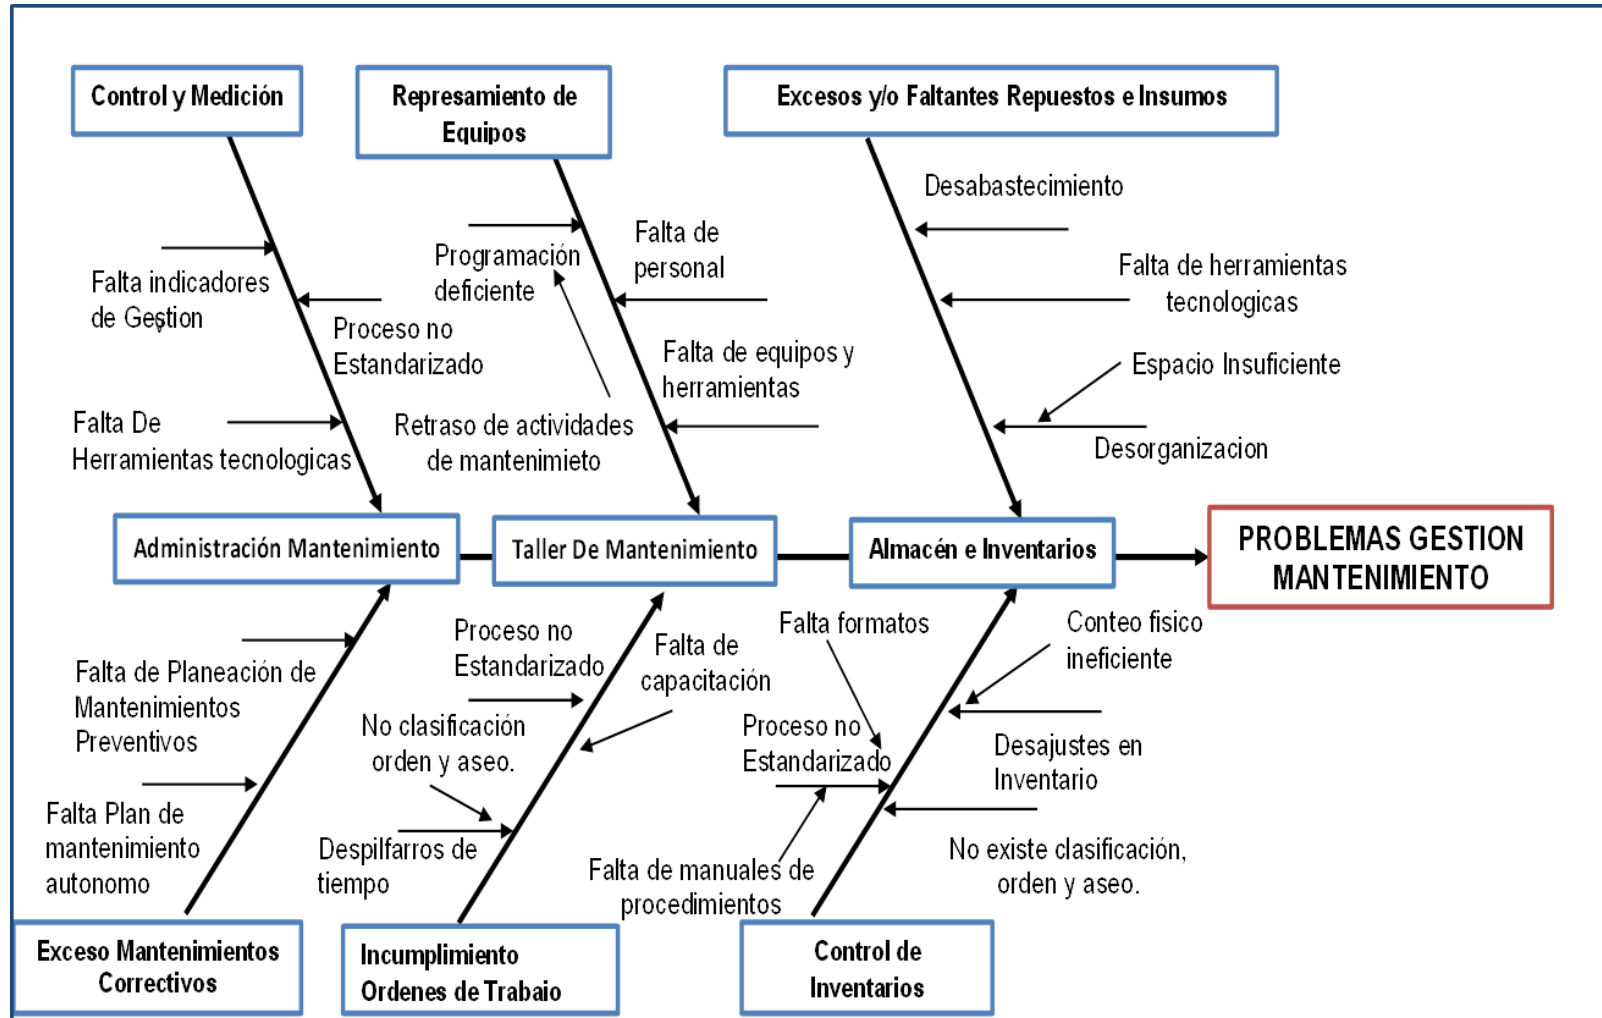 Control y Medición
Represamiento de
Equipos
Excesos y/o Faltantes Repuestos e Insumos
Desabastecimiento
Falta de
personal
Programación
deficiente
Falta de herramientas
tecnologicas
Falta indicadores
de Gestion
Proceso no
Estandarizado
Falta de equipos y
herramientas
Espacio Insuficiente
Falta De
Herramientas tecnologicas
Retraso de actividades
de mantenimieto
Desorganizacion
Administración Mantenimiento
Taller De Mantenimiento
Almacén e Inventarios
PROBLEMAS GESTION
MANTENIMIENTO
Proceso no
Estandarizado
Falta formatos
Conteo fisico
ineficiente
Falta de
capacitación
Falta de Planeación de
Mantenimientos
Preventivos
No clasificación
orden y aseo.
Proceso no
Estandarizado
Desajustes en
Inventario
Falta Plan de
mantenimiento
autonomo
Despilfarros de
tiempo
Falta de manuales de
procedimientos
No existe clasificación,
orden y aseo.
Exceso Mantenimientos
Correctivos
Incumplimiento
Ordenes de Trabaio
Control de
Inventarios